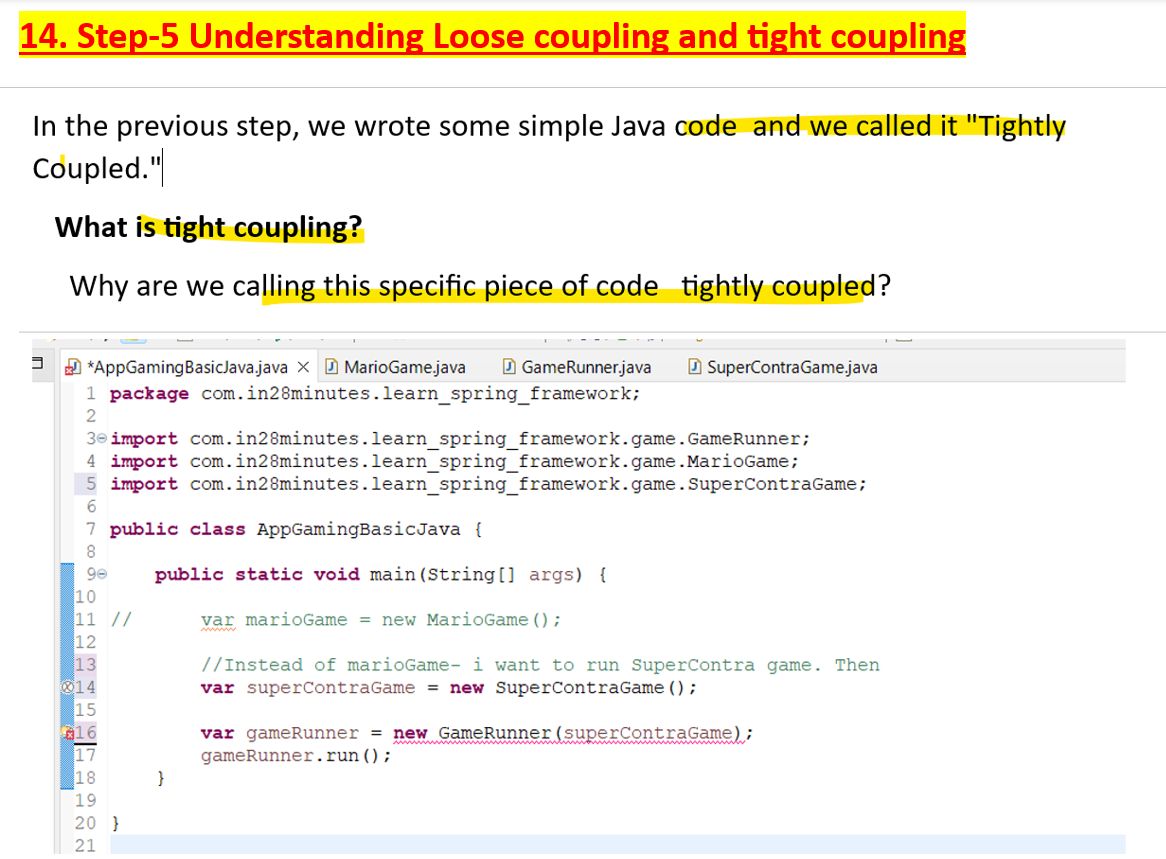 14. Step-5 Understanding Loose coupling and tight coupling
In the previous step, we wrote some simple Java code  and we called it "Tightly
Coupled."
What is tight coupling?
Why are we calling this specific piece of code   tightly coupled?
*AppGamingBasicJava.java MarioGame.java GameRunner.java SuperContraGame.java
1 package com.in28minutes.learn_spring_framework;
2
3 import com.in28minutes.learn_spring_framework.game.GameRunner;
4 import com.in28minutes.learn_spring_framework.game.MarioGame;
5 import com.in28minutes.learn_spring_framework.game.SuperContraGame;
6
7 public class AppGamingBasicJava {
8
9     public static void main(String[] args) {
10
11 //      var marioGame = new MarioGame();
12
13         //Instead of marioGame- i want to run SuperContra game. Then
14         var superContraGame = new SuperContraGame();
15
16         var gameRunner = new GameRunner(superContraGame);
17         gameRunner.run();
18     }
19
20 }
21